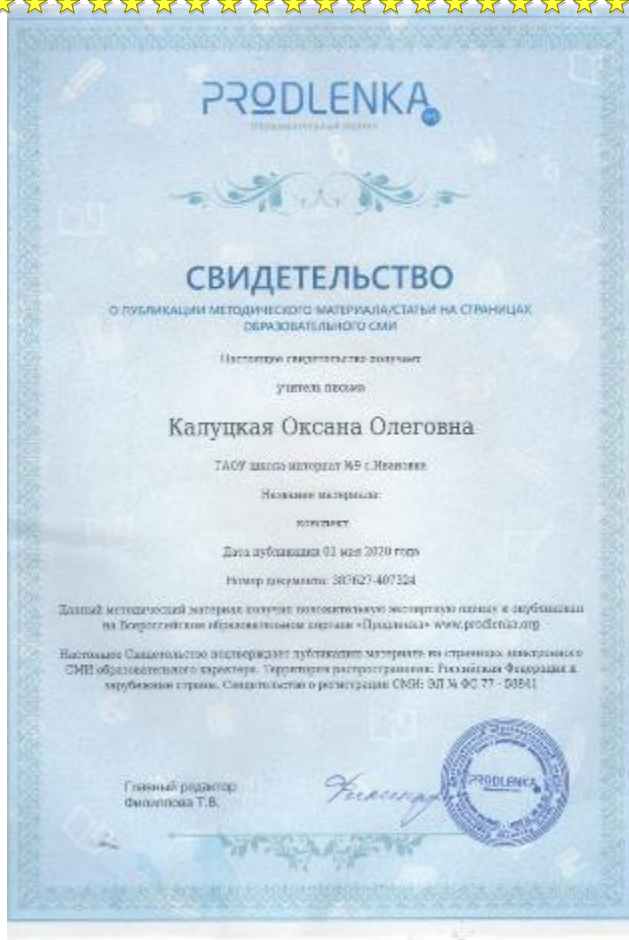 PRODLENKA
Образовательный портал
СВИДЕТЕЛЬСТВО
О ПУБЛИКАЦИИ МЕТОДИЧЕСКОГО МАТЕРИАЛА/СТАТЬИ НА СТРАНИЦАХ
ОБРАЗОВАТЕЛЬНОГО СМИ
Настоящее свидетельство получает
учитель письма
Калуцкая Оксана Олеговна
ГАОУ школа интернат №9 с.Ивановка
Название материала:
конспект
Дата публикации 01 мая 2020 года
Номер документа: 387627-407324
Данный методический материал получил положительную экспертную оценку и опубликован
на Всероссийском образовательном портале «Продленка» www.prodlenka.org
Настоящее Свидетельство подтверждает публикацию материала на страницах электронного
СМИ образовательного характера. Территория распространения: Российская Федерация и
зарубежные страны. Свидетельство о регистрации СМИ: ЭЛ № ФС 77 - 58841
Главный редактор
Филиппова Т.В.
PRODLENKA